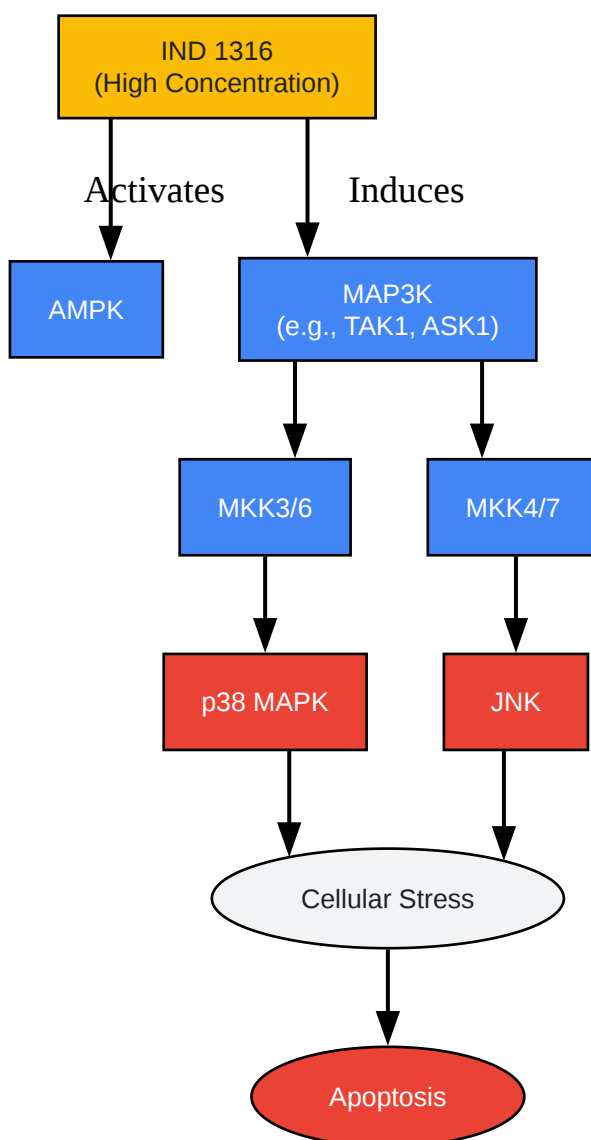 IND 1316
(High Concentration)
Activates
Induces
AMPK
MAP3K
(e.g., TAK1, ASK1)
MKK3/6
MKK4/7
p38 MAPK
JNK
Cellular Stress
Apoptosis